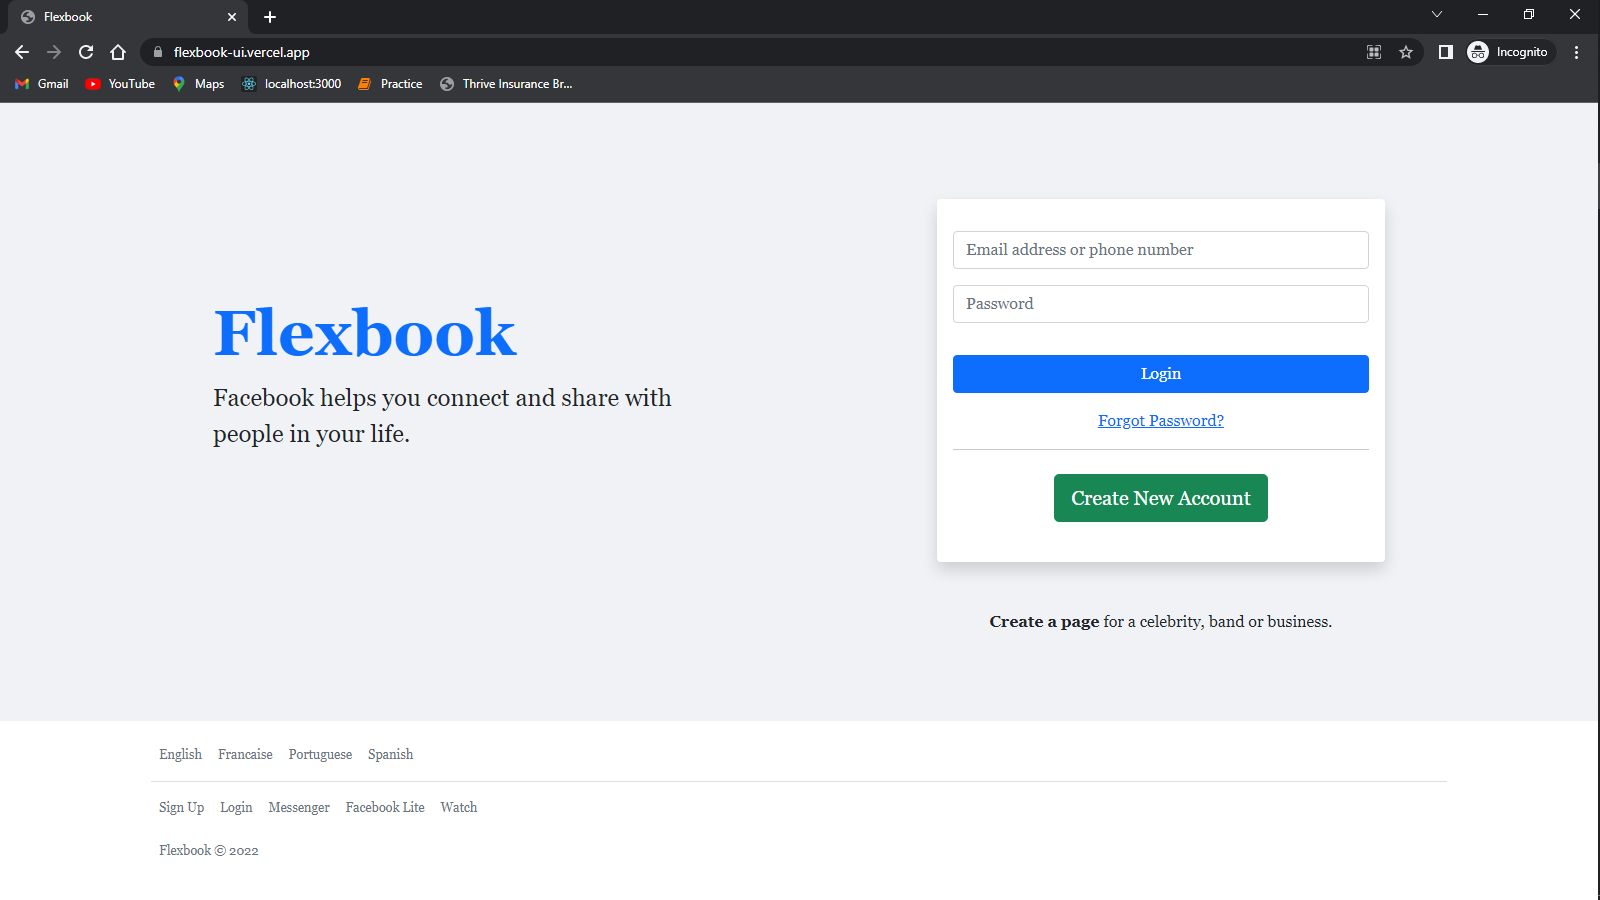 Flexbook
flexbook-ui.vercel.app
Incognito
Gmail YouTube Maps localhost:3000 Practice Thrive Insurance Br...
Flexbook
Facebook helps you connect and share with
people in your life.
Email address or phone number
Password
Login
Forgot Password?
Create New Account
Create a page for a celebrity, band or business.
English Francaise Portuguese Spanish
Sign Up Login Messenger Facebook Lite Watch
Flexbook © 2022